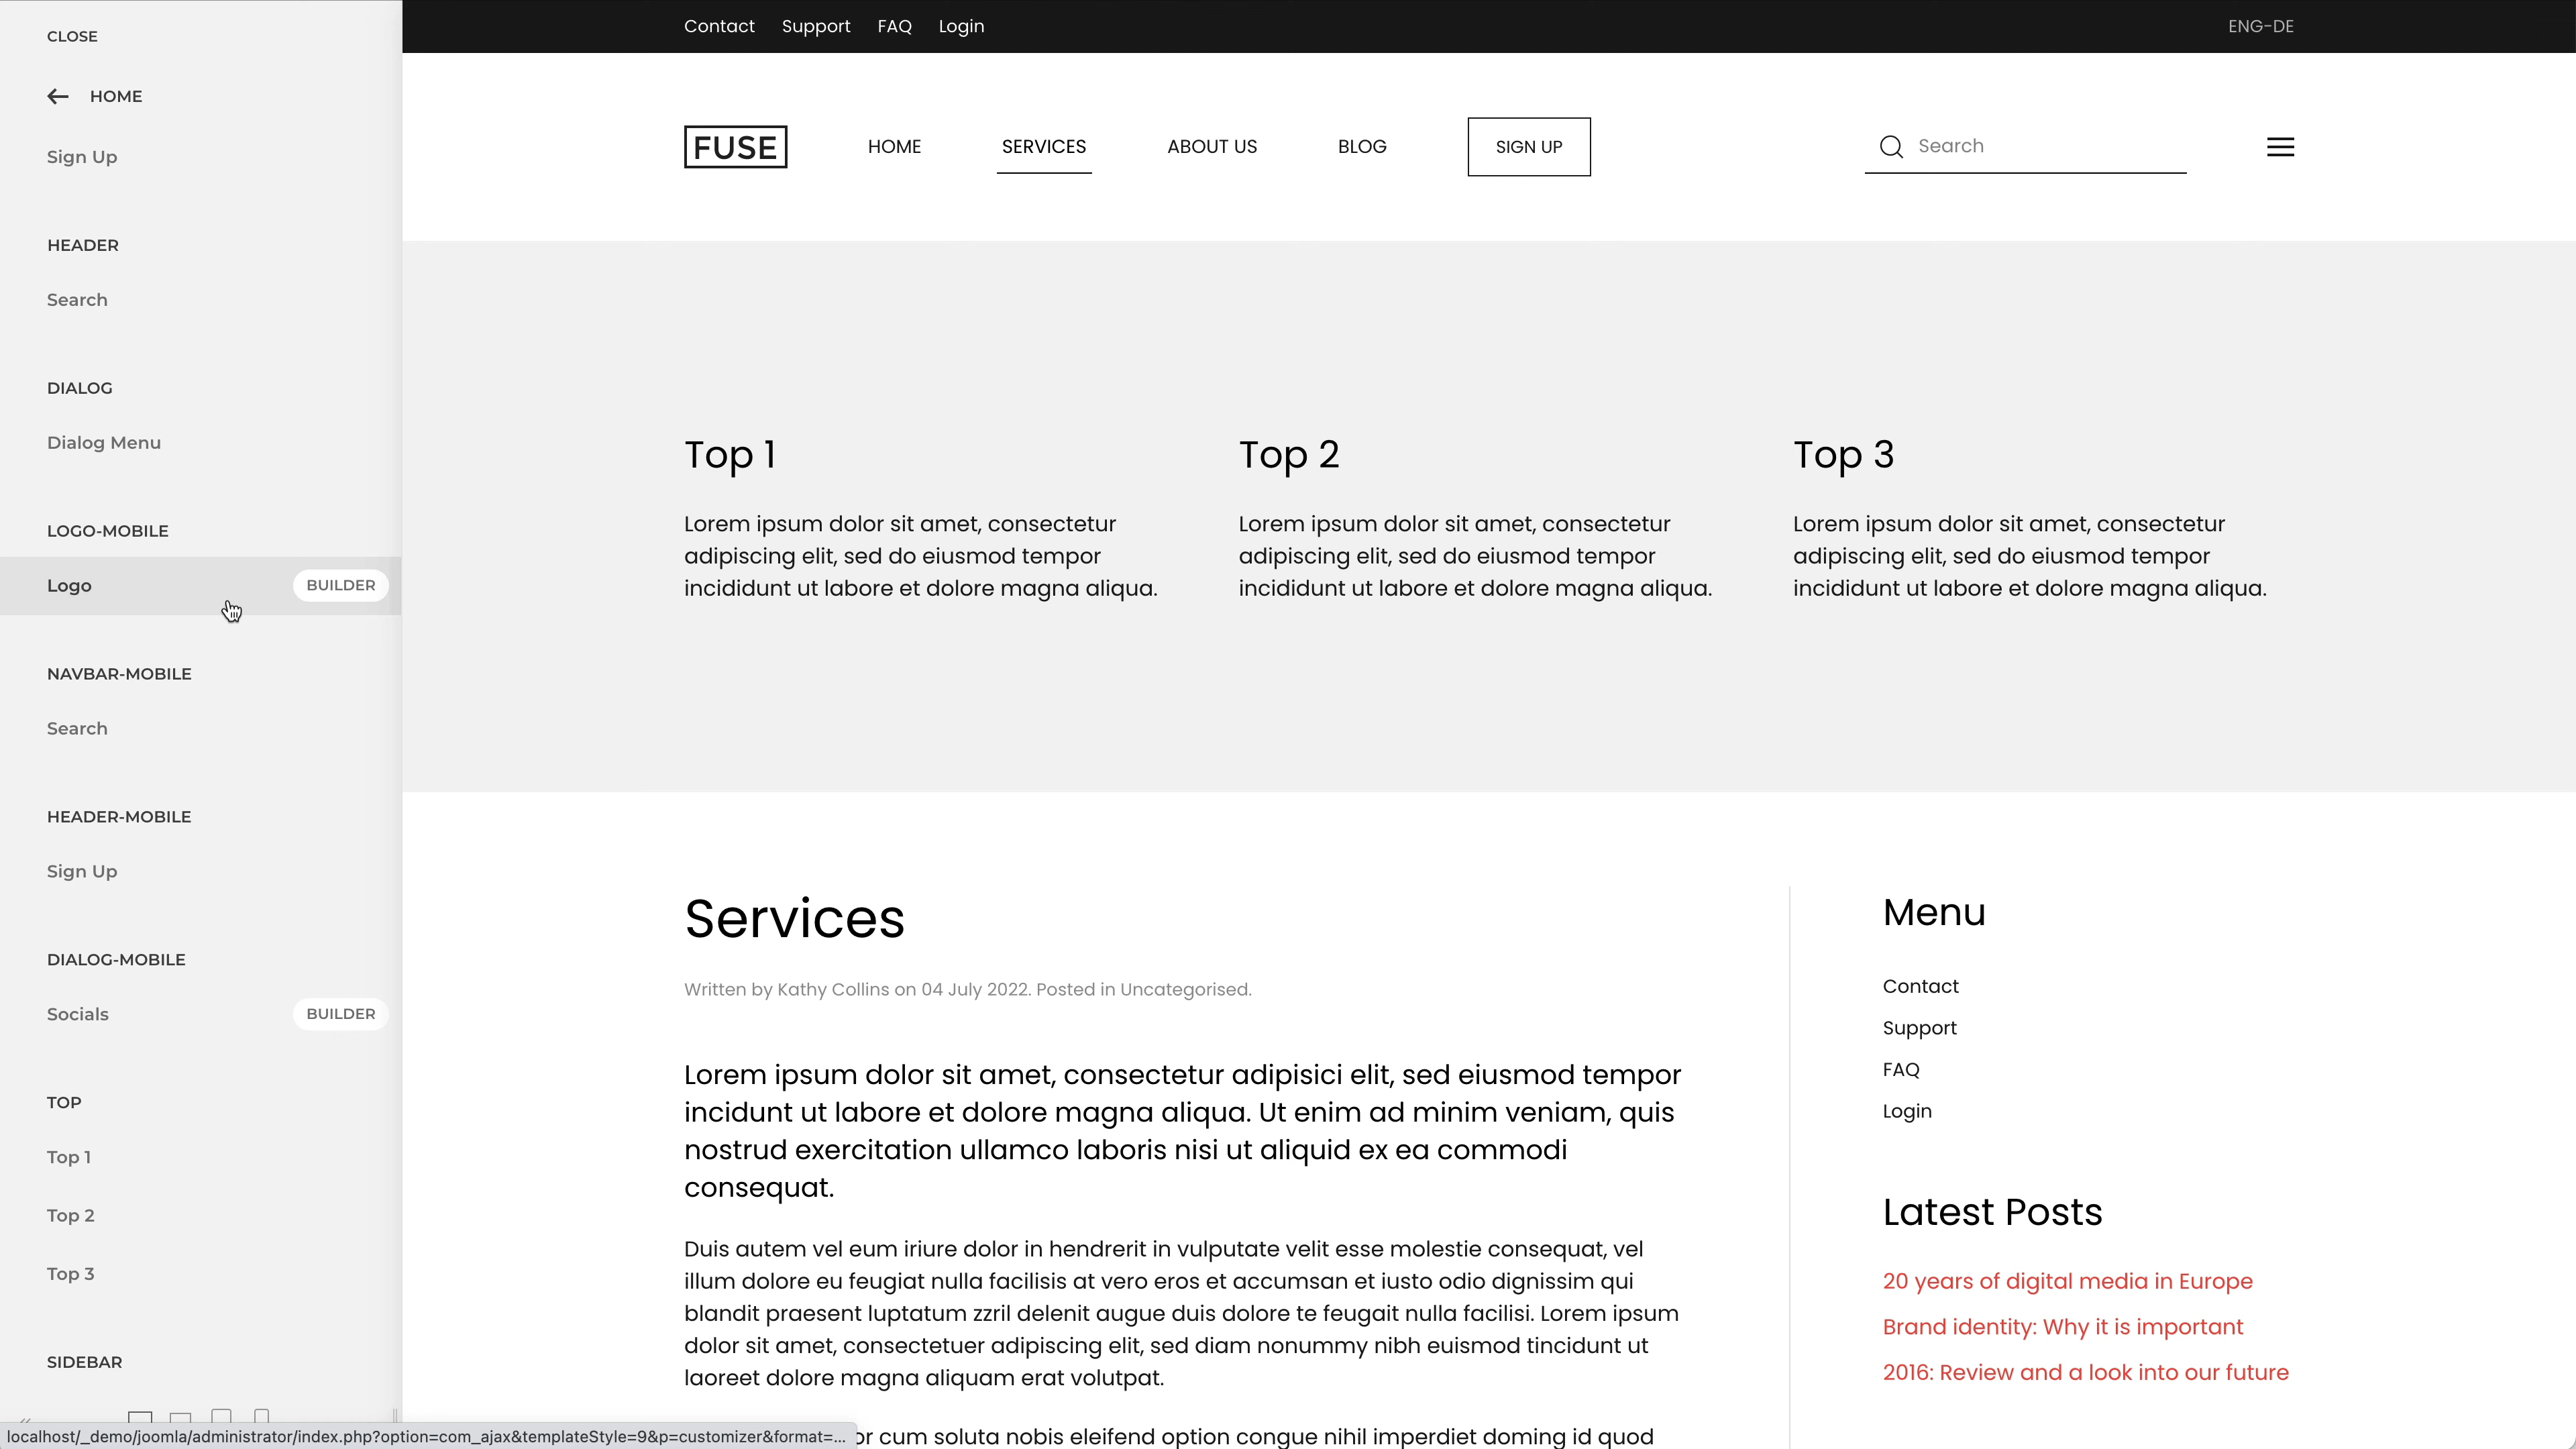 CLOSE
HOME
Sign Up
HEADER
Search
DIALOG
Dialog Menu
LOGO-MOBILE
Logo
BUILDER
NAVBAR-MOBILE
Search
HEADER-MOBILE
Sign Up
DIALOG-MOBILE
Socials
BUILDER
TOP
Top 1
Top 2
Top 3
SIDEBAR
localhost/_demo/joomla/administrator/index.php?option=com_ajax&templateStyle=9&p=customizer&format=...
Contact Support FAQ Login
ENG-DE
FUSE
HOME SERVICES ABOUT US BLOG SIGN UP
Search
Top 1
Lorem ipsum dolor sit amet, consectetur
adipiscing elit, sed do eiusmod tempor
incididunt ut labore et dolore magna aliqua.
Top 2
Lorem ipsum dolor sit amet, consectetur
adipiscing elit, sed do eiusmod tempor
incididunt ut labore et dolore magna aliqua.
Top 3
Lorem ipsum dolor sit amet, consectetur
adipiscing elit, sed do eiusmod tempor
incididunt ut labore et dolore magna aliqua.
Services
Written by Kathy Collins on 04 July 2022. Posted in Uncategorised.
Lorem ipsum dolor sit amet, consectetur adipisici elit, sed eiusmod tempor
incidunt ut labore et dolore magna aliqua. Ut enim ad minim veniam, quis
nostrud exercitation ullamco laboris nisi ut aliquid ex ea commodi
consequat.
Duis autem vel eum iriure dolor in hendrerit in vulputate velit esse molestie consequat, vel
illum dolore eu feugiat nulla facilisis at vero eros et accumsan et iusto odio dignissim qui
blandit praesent luptatum zzril delenit augue duis dolore te feugait nulla facilisi. Lorem ipsum
dolor sit amet, consectetuer adipiscing elit, sed diam nonummy nibh euismod tincidunt ut
laoreet dolore magna aliquam erat volutpat.
or cum soluta nobis eleifend option congue nihil imperdiet doming id quod
Menu
Contact
Support
FAQ
Login
Latest Posts
20 years of digital media in Europe
Brand identity: Why it is important
2016: Review and a look into our future